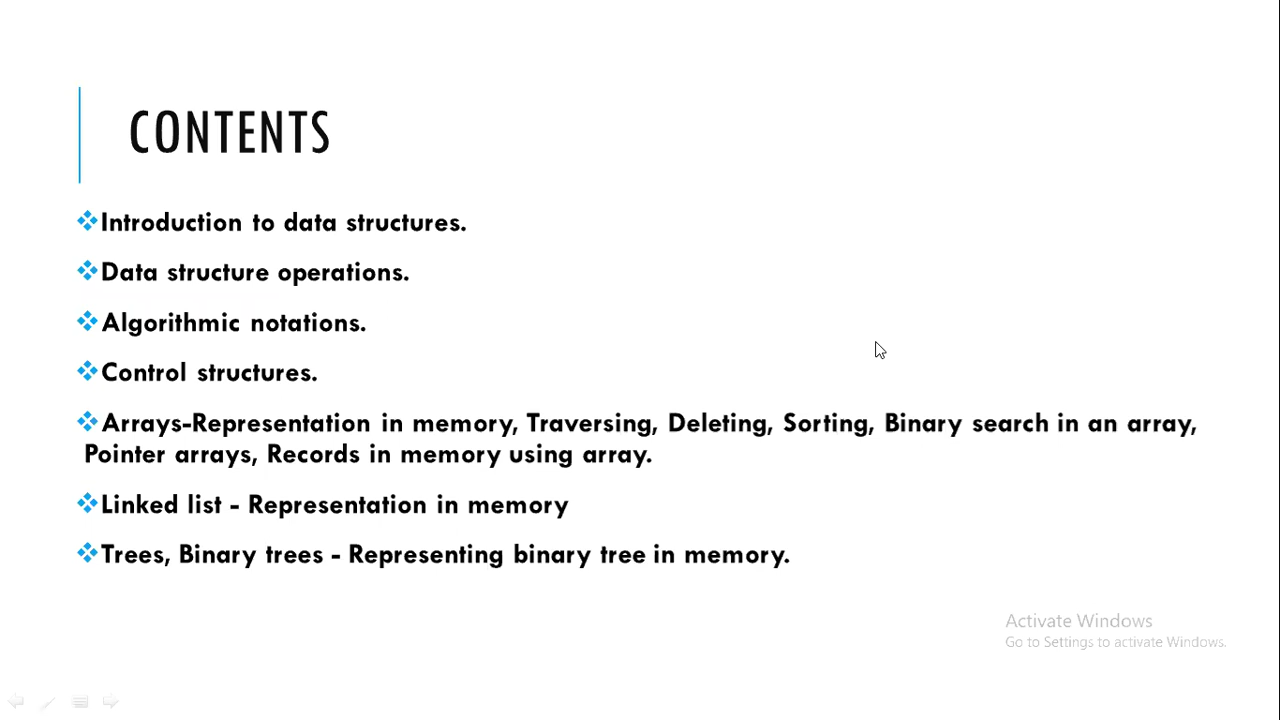 CONTENTS
Introduction to data structures.
Data structure operations.
Algorithmic notations.
Control structures.
Arrays-Representation in memory, Traversing, Deleting, Sorting, Binary search in an array,
Pointer arrays, Records in memory using array.
Linked list - Representation in memory
Trees, Binary trees - Representing binary tree in memory.
Activate Windows
Go to Settings to activate Windows.